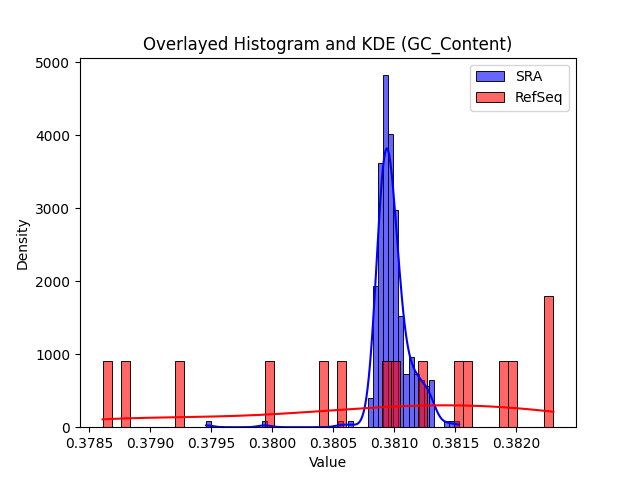 Overlayed Histogram and KDE (GC_Content)
SRA
RefSeq
5000
4000
3000
2000
1000
0
Density
0.3785 0.3790 0.3795 0.3800 0.3805 0.3810 0.3815 0.3820
Value